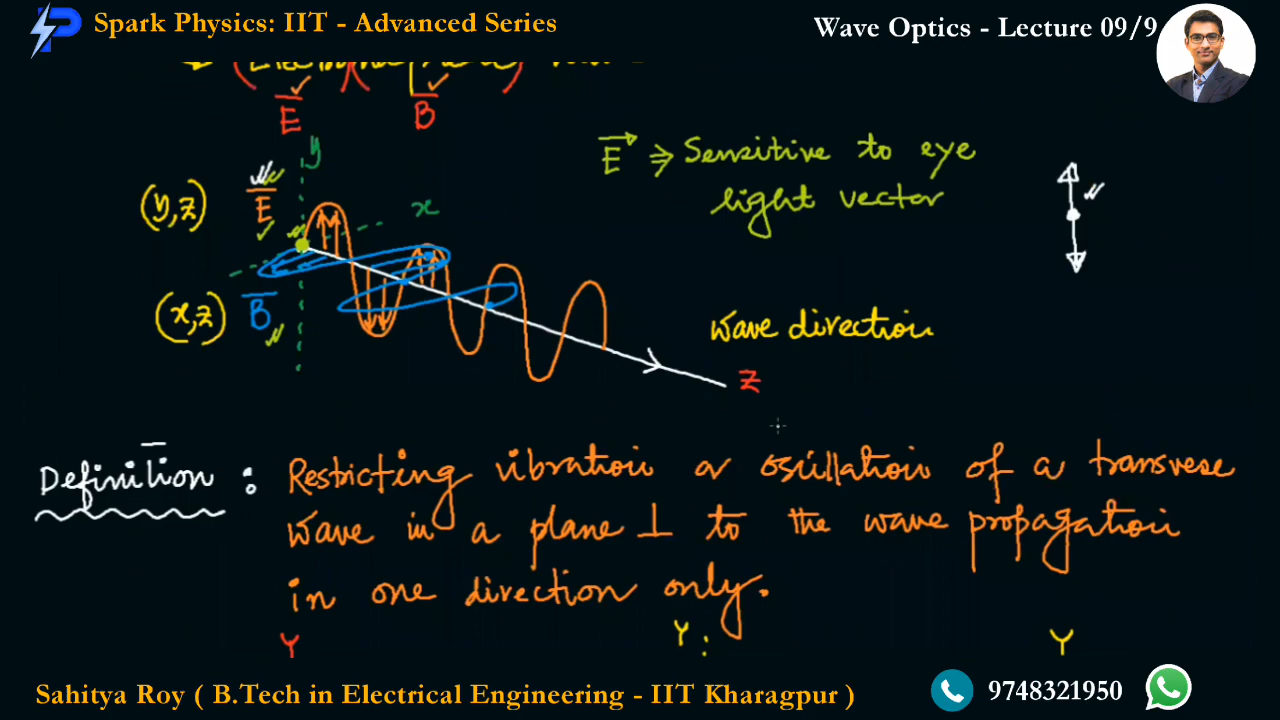 Spark Physics: IIT - Advanced Series
Wave Optics - Lecture 09/9
E B
y
E ⇒ Sensitive to eye
light vector
(y,z) E
x
(x,z) B
wave direction
z
Definition : Restricting vibration or oscillation of a transvese
wave in a plane ⊥ to the wave propagation
in one direction only.
Y Y: Y
Sahitya Roy ( B.Tech in Electrical Engineering - IIT Kharagpur )
9748321950